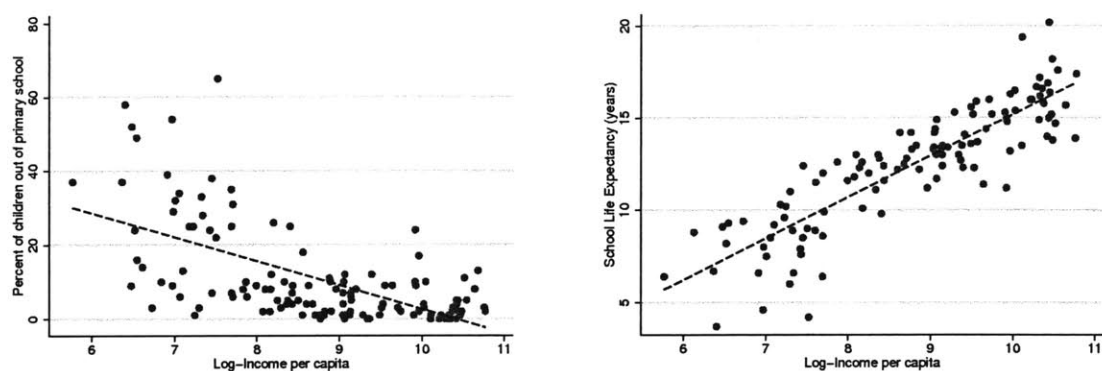 Percent of children out of primary school
80
60
40
20
0
6 7 8 9 10 11
Log-Income per capita
School Life Expectancy (years)
20
15
10
5
6 7 8 9 10 11
Log-Income per capita